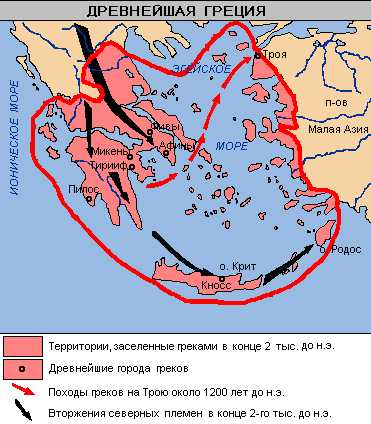 ДРЕВНЕЙШАЯ ГРЕЦИЯ
Троя
ЭГЕЙСКОЕ
п-ов
Малая Азия
ИОНИЧЕСКОЕ МОРЕ
Фивы
Микены
Афины
МОРЕ
Тирииф
Пилос
о. Родос
о. Крит
Кносс
Территории, заселенные греками в конце 2 тыс. до н.э.
Древнейшие города греков
Походы греков на Трою около 1200 лет до н.э.
Вторжения северных племен в конце 2-го тыс. до н.э.